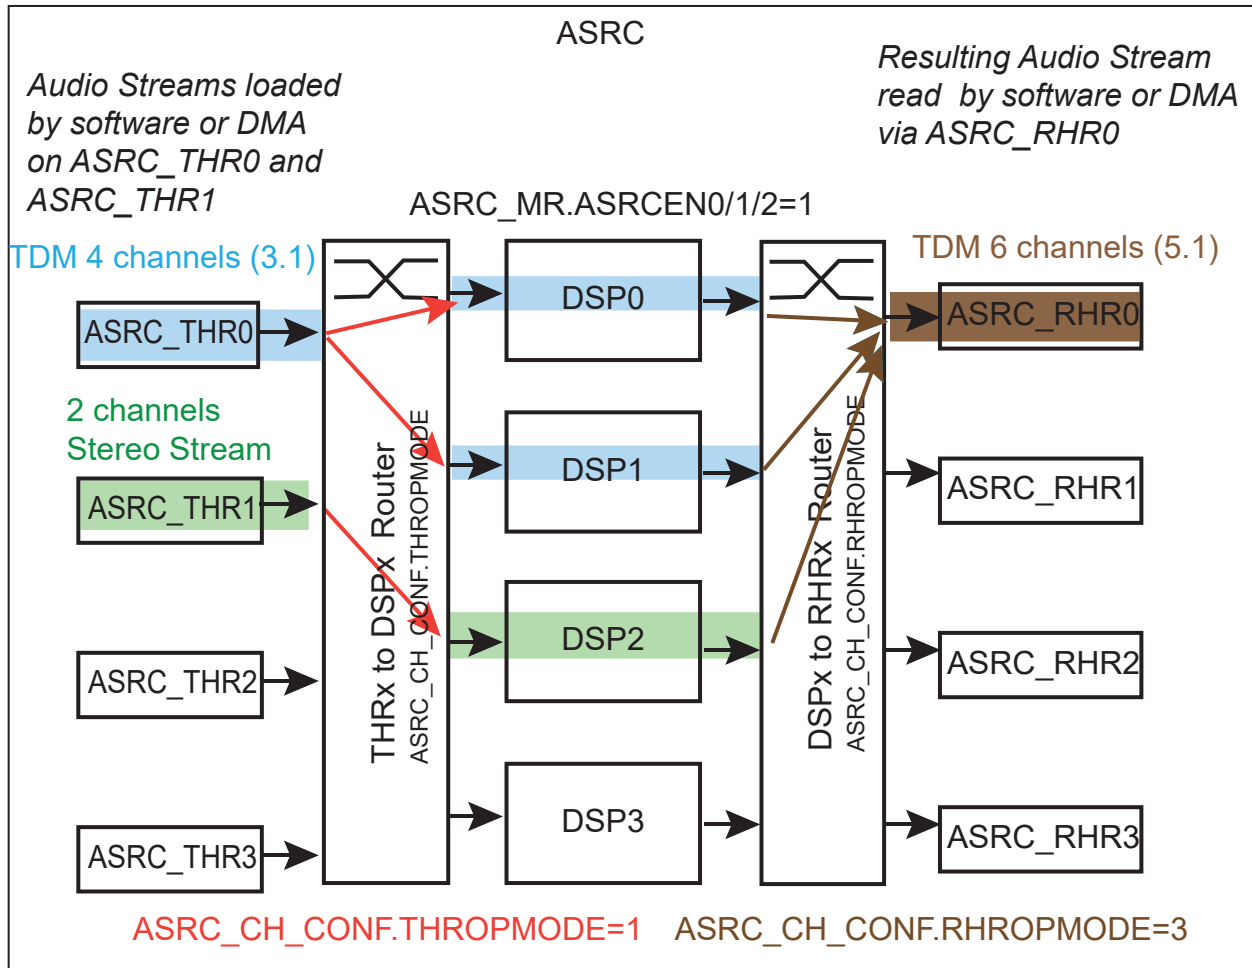 ASRC
Audio Streams loaded
by software or DMA
on ASRC_THR0 and
ASRC_THR1
Resulting Audio Stream
read by software or DMA
via ASRC_RHR0
ASRC_MR.ASRCEN0/1/2=1
TDM 4 channels (3.1)
TDM 6 channels (5.1)
ASRC_THR0
DSP0
ASRC_RHR0
2 channels
Stereo Stream
ASRC_THR1
DSP1
ASRC_RHR1
THRx to DSPx Router
ASRC_CH_CONF.THROPMODE
DSPx to RHRx Router
ASRC_CH_CONF.RHROPMODE
ASRC_THR2
DSP2
ASRC_RHR2
ASRC_THR3
DSP3
ASRC_RHR3
ASRC_CH_CONF.THROPMODE=1
ASRC_CH_CONF.RHROPMODE=3